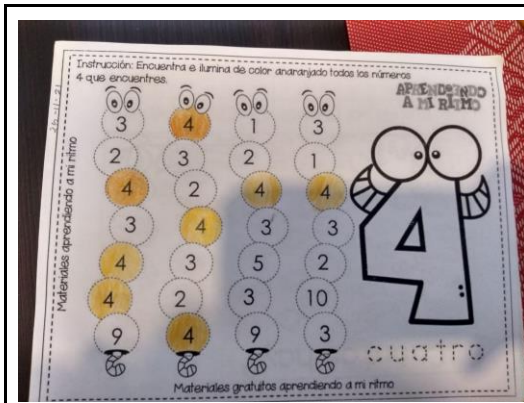 Instrucción: Encuentra e ilumina de color anaranjado todos los números
4 que encuentres.
APRENDIENDO
A MI RITMO
Materiales aprendiendo a mi ritmo
3 4 1 3
2 3 2 1
4 2 4 4
3 4 3 3
4 3 5 2
4 2 3 10
9 4 9 3
4
cuatro
Materiales gratuitos aprendiendo a mi ritmo